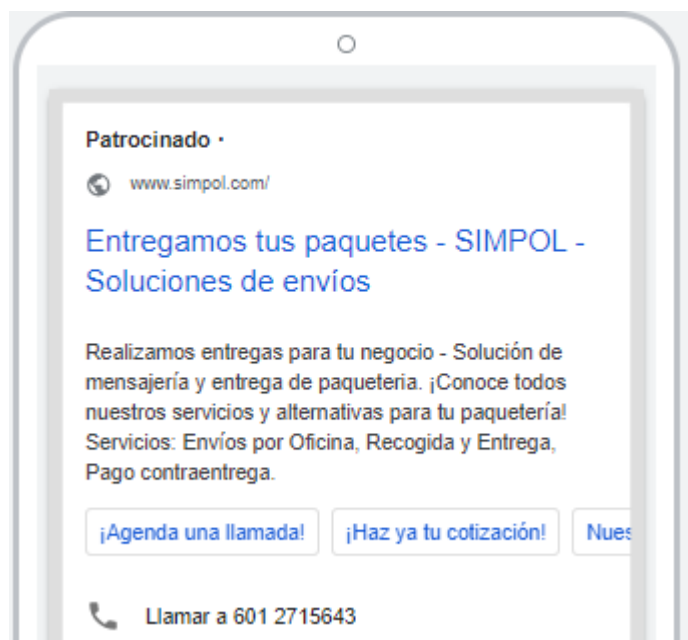 Patrocinado ·
www.simpol.com/
Entregamos tus paquetes - SIMPOL -
Soluciones de envíos
Realizamos entregas para tu negocio - Solución de
mensajería y entrega de paqueteria. ¡Conoce todos
nuestros servicios y alternativas para tu paquetería!
Servicios: Envíos por Oficina, Recogida y Entrega,
Pago contraentrega.
¡Agenda una llamada! ¡Haz ya tu cotización! Nues
Llamar a 601 2715643